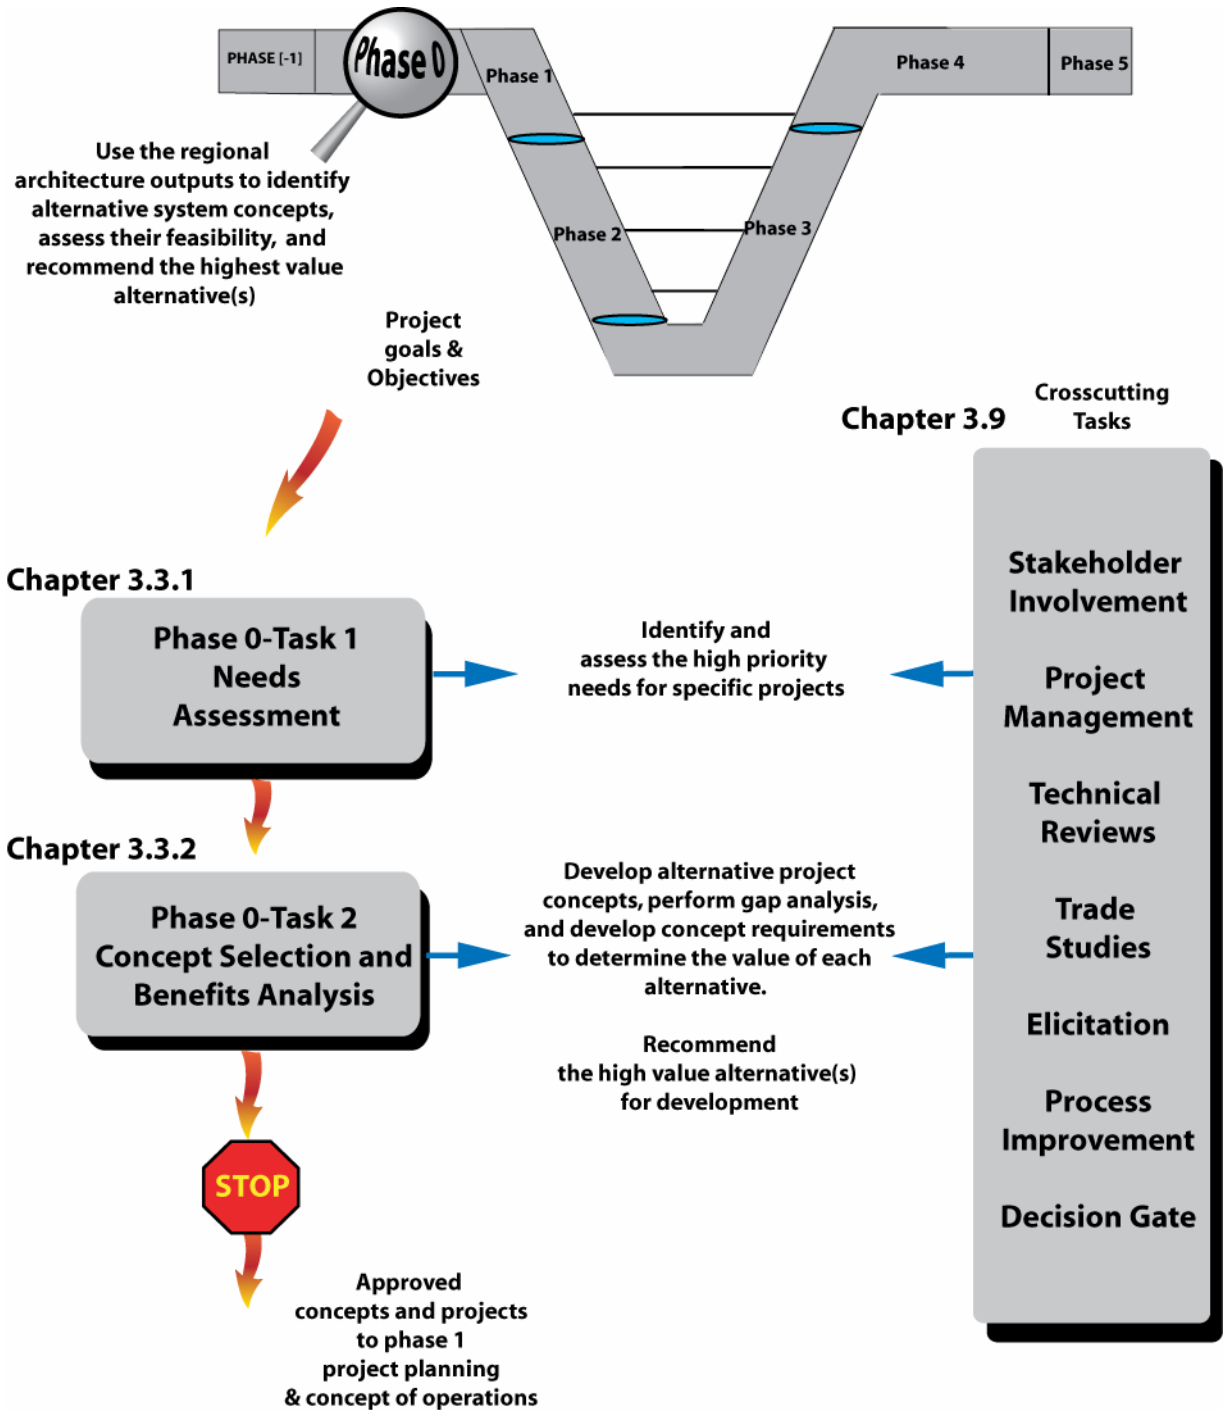 PHASE [-1]
Phase 0
Phase 1
Phase 2
Phase 3
Phase 4
Phase 5
Use the regional
architecture outputs to identify
alternative system concepts,
assess their feasibility, and
recommend the highest value
alternative(s)
Project
goals &
Objectives
Chapter 3.9
Crosscutting
Tasks
Chapter 3.3.1
Phase 0-Task 1
Needs
Assessment
Identify and
assess the high priority
needs for specific projects
Chapter 3.3.2
Phase 0-Task 2
Concept Selection and
Benefits Analysis
Develop alternative project
concepts, perform gap analysis,
and develop concept requirements
to determine the value of each
alternative.
Recommend
the high value alternative(s)
for development
STOP
Approved
concepts and projects
to phase 1
project planning
& concept of operations
Stakeholder
Involvement
Project
Management
Technical
Reviews
Trade
Studies
Elicitation
Process
Improvement
Decision Gate